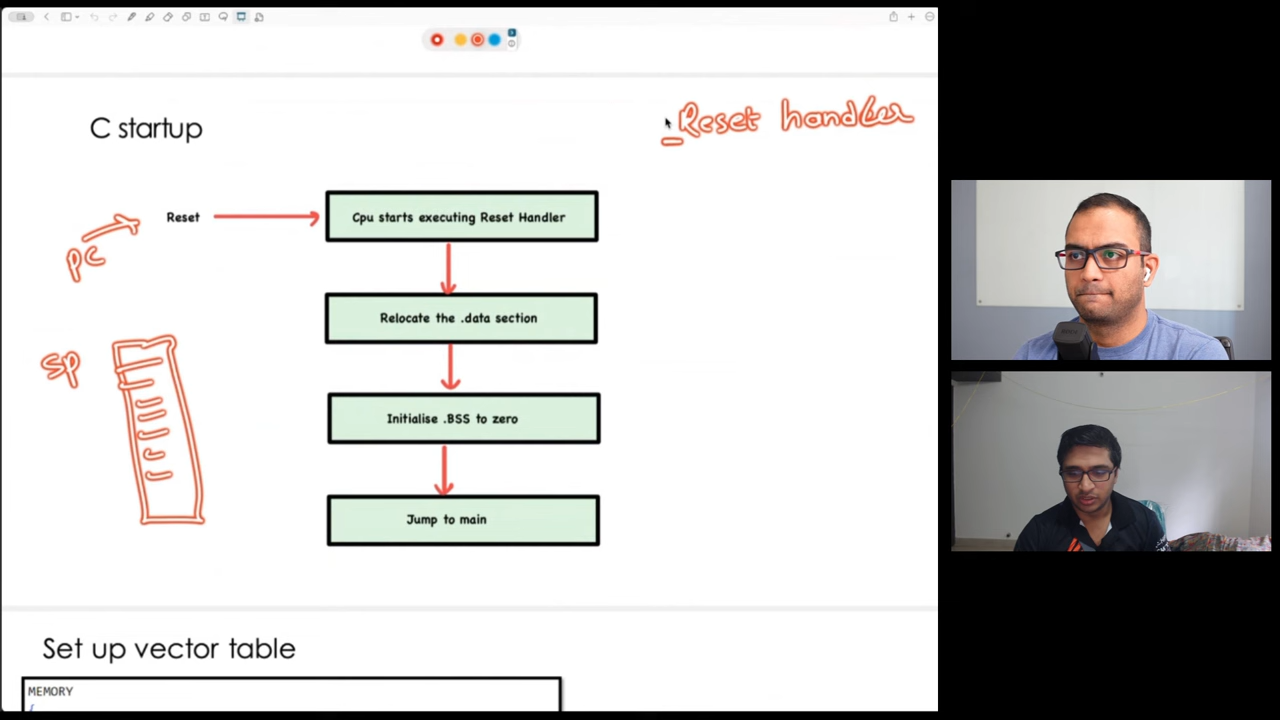 C startup
_Reset handler
Reset
Cpu starts executing Reset Handler
PC
Relocate the .data section
SP
Initialise .BSS to zero
Jump to main
Set up vector table
MEMORY
{